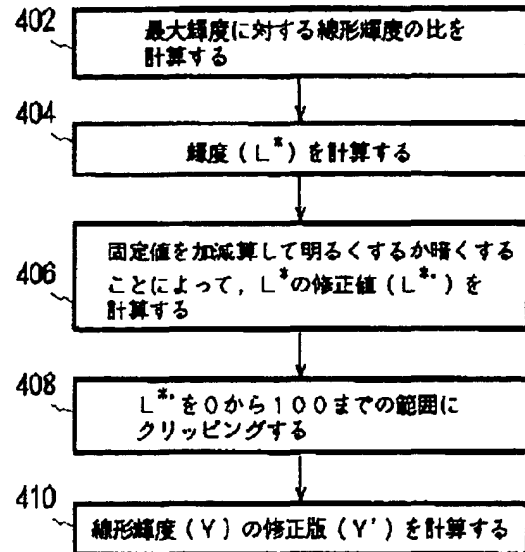 402
最大輝度に対する線形輝度の比を
計算する
404
輝度(L*)を計算する
406
固定値を加減算して明るくするか暗くする
ことによって,L*の修正値(L*')を
計算する
408
L*'を0から100までの範囲に
クリッピングする
410
線形輝度(Y)の修正版(Y')を計算する